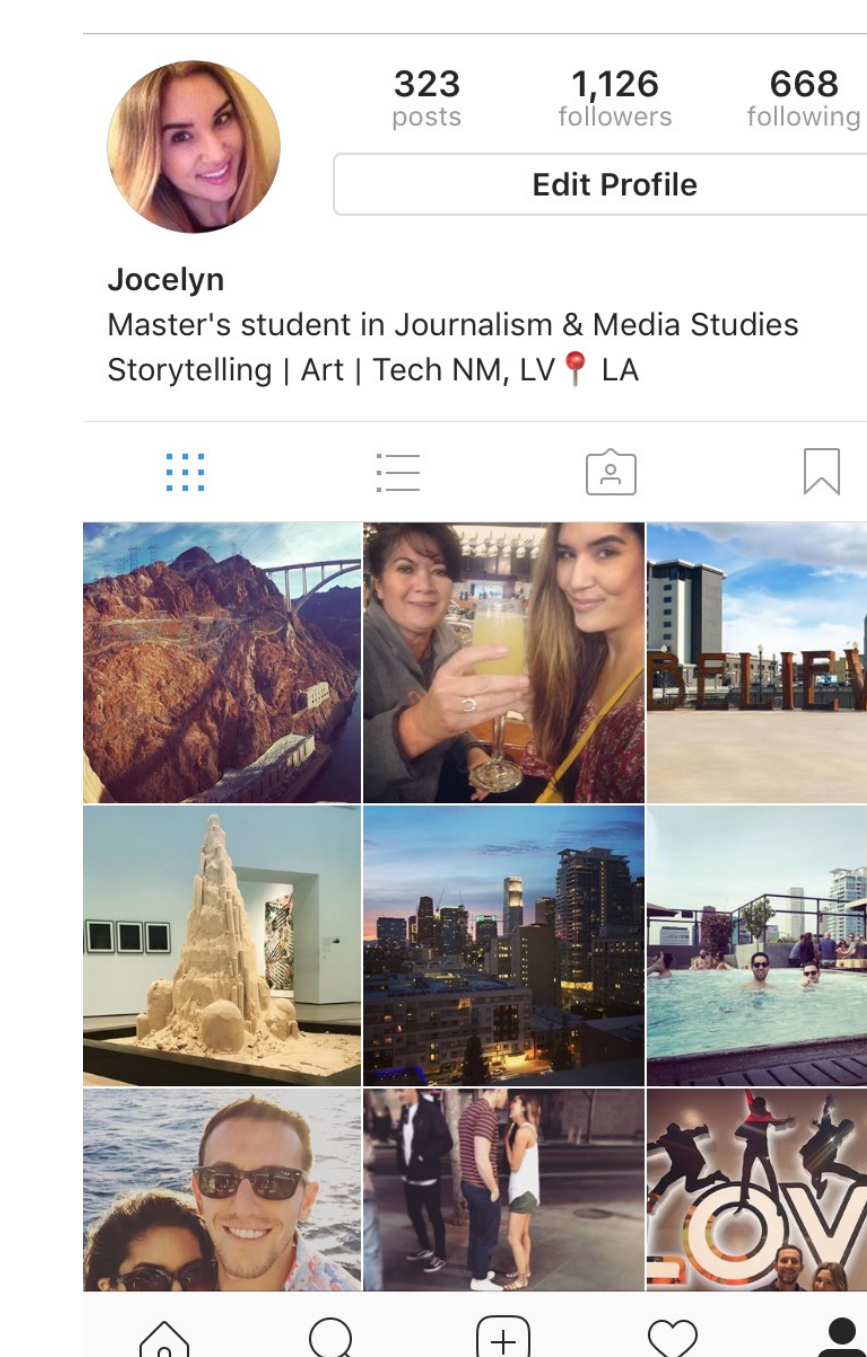 323 1,126 668
posts followers following
Edit Profile
Jocelyn
Master's student in Journalism & Media Studies
Storytelling | Art | Tech NM, LV📍 LA
BELIEV
LOV